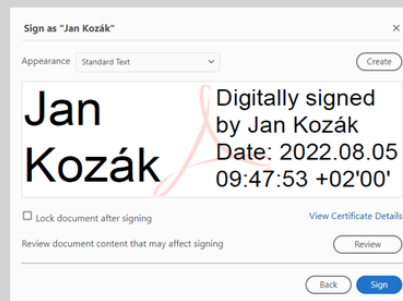 Sign as "Jan Kozák"
Appearance Standard Text Create
Jan
Kozák
Digitally signed
by Jan Kozák
Date: 2022.08.05
09:47:53 +02'00'
Lock document after signing View Certificate Details
Review document content that may affect signing Review
Back Sign